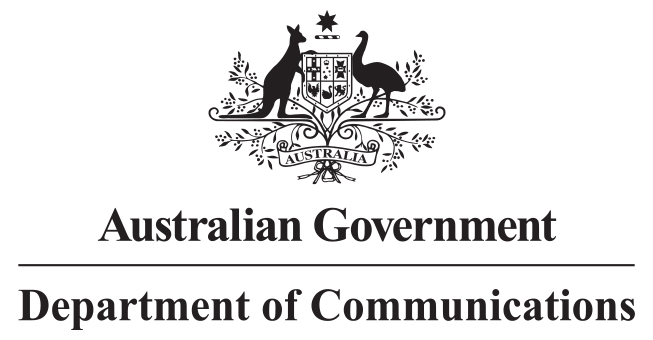 AUSTRALIA
Australian Government
Department of Communications